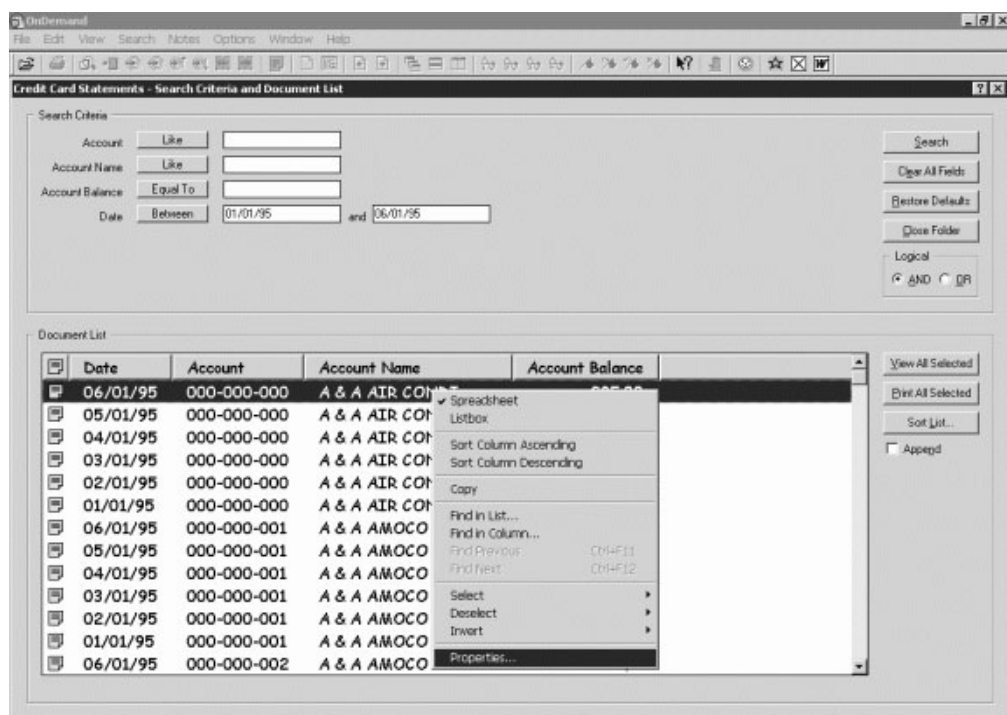 OnDemand
File Edit View Search Notes Options Window Help
Credit Card Statements - Search Criteria and Document List
Search Criteria
Account Like
Account Name Like
Account Balance Equal To
Date Between 01/01/95 and 06/01/95
Search
Clear All Fields
Restore Defaults
Close Folder
Logical
AND OR
Document List
Date Account Account Name Account Balance
06/01/95 000-000-000 A & A AIR CONDI
05/01/95 000-000-000 A & A AIR CON
04/01/95 000-000-000 A & A AIR CON
03/01/95 000-000-000 A & A AIR CON
02/01/95 000-000-000 A & A AIR CON
01/01/95 000-000-000 A & A AIR CON
06/01/95 000-000-001 A & A AMOCO
05/01/95 000-000-001 A & A AMOCO
04/01/95 000-000-001 A & A AMOCO
03/01/95 000-000-001 A & A AMOCO
02/01/95 000-000-001 A & A AMOCO
01/01/95 000-000-001 A & A AMOCO
06/01/95 000-000-002 A & A AMOCO
Spreadsheet
Listbox
Sort Column Ascending
Sort Column Descending
Copy
Find in List...
Find in Column...
Find Previous Ctrl+F11
Find Next Ctrl+F12
Select
Deselect
Invert
Properties...
View All Selected
Print All Selected
Sort List...
Append